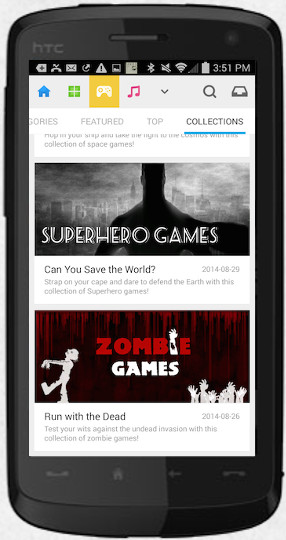 hTC
3:51 PM
GORIES FEATURED TOP COLLECTIONS
Hop in your ship and take the fight to the cosmos with this
collection of space games!
SUPERHERO GAMES
Can You Save the World? 2014-08-29
Strap on your cape and dare to defend the Earth with this
collection of Superhero games!
ZOMBIE
GAMES
Run with the Dead 2014-08-26
Test your wits against the undead invasion with this
collection of zombie games!